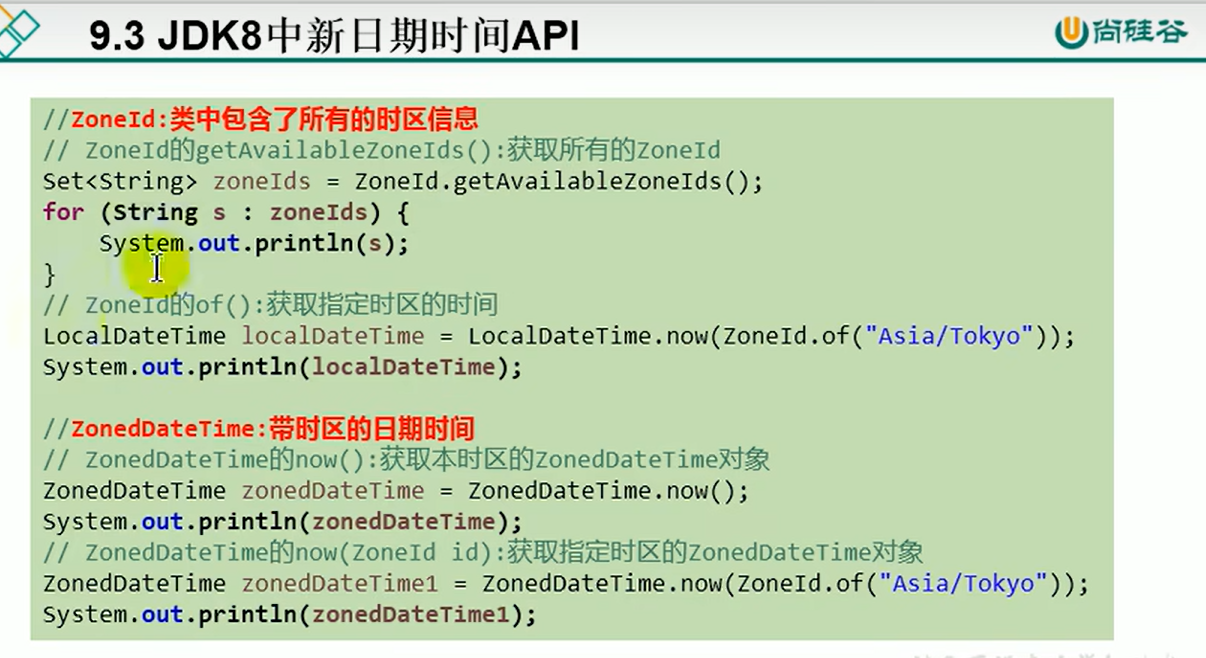 9.3 JDK8中新日期时间API
尚硅谷
//ZoneId:类中包含了所有的时区信息
// ZoneId的getAvailableZoneIds():获取所有的ZoneId
Set<String> zoneIds = ZoneId.getAvailableZoneIds();
for (String s : zoneIds) {
    System.out.println(s);
}
// ZoneId的of():获取指定时区的时间
LocalDateTime localDateTime = LocalDateTime.now(ZoneId.of("Asia/Tokyo"));
System.out.println(localDateTime);
//ZonedDateTime:带时区的日期时间
// ZonedDateTime的now():获取本时区的ZonedDateTime对象
ZonedDateTime zonedDateTime = ZonedDateTime.now();
System.out.println(zonedDateTime);
// ZonedDateTime的now(ZoneId id):获取指定时区的ZonedDateTime对象
ZonedDateTime zonedDateTime1 = ZonedDateTime.now(ZoneId.of("Asia/Tokyo"));
System.out.println(zonedDateTime1);